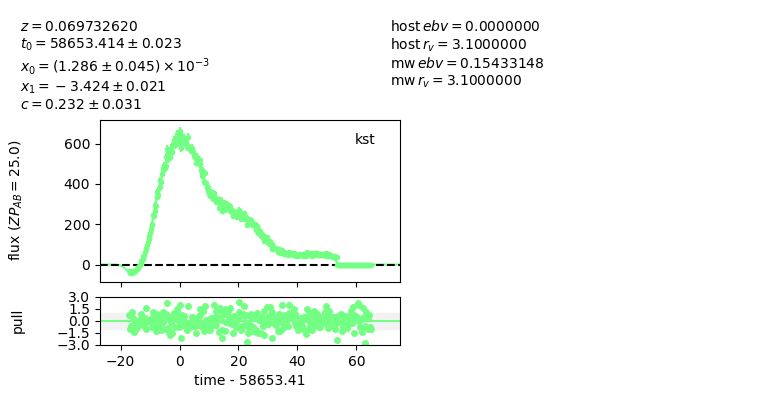 z = 0.069732620
t₀ = 58653.414 ± 0.023
x₀ = (1.286 ± 0.045) × 10⁻³
x₁ = −3.424 ± 0.021
c = 0.232 ± 0.031
host ebv = 0.0000000
host r_v = 3.1000000
mw ebv = 0.15433148
mw r_v = 3.1000000
kst
flux (ZP_AB = 25.0)
600
400
200
0
pull
3.0
1.5
0.0
−1.5
−3.0
−20 0 20 40 60
time - 58653.41